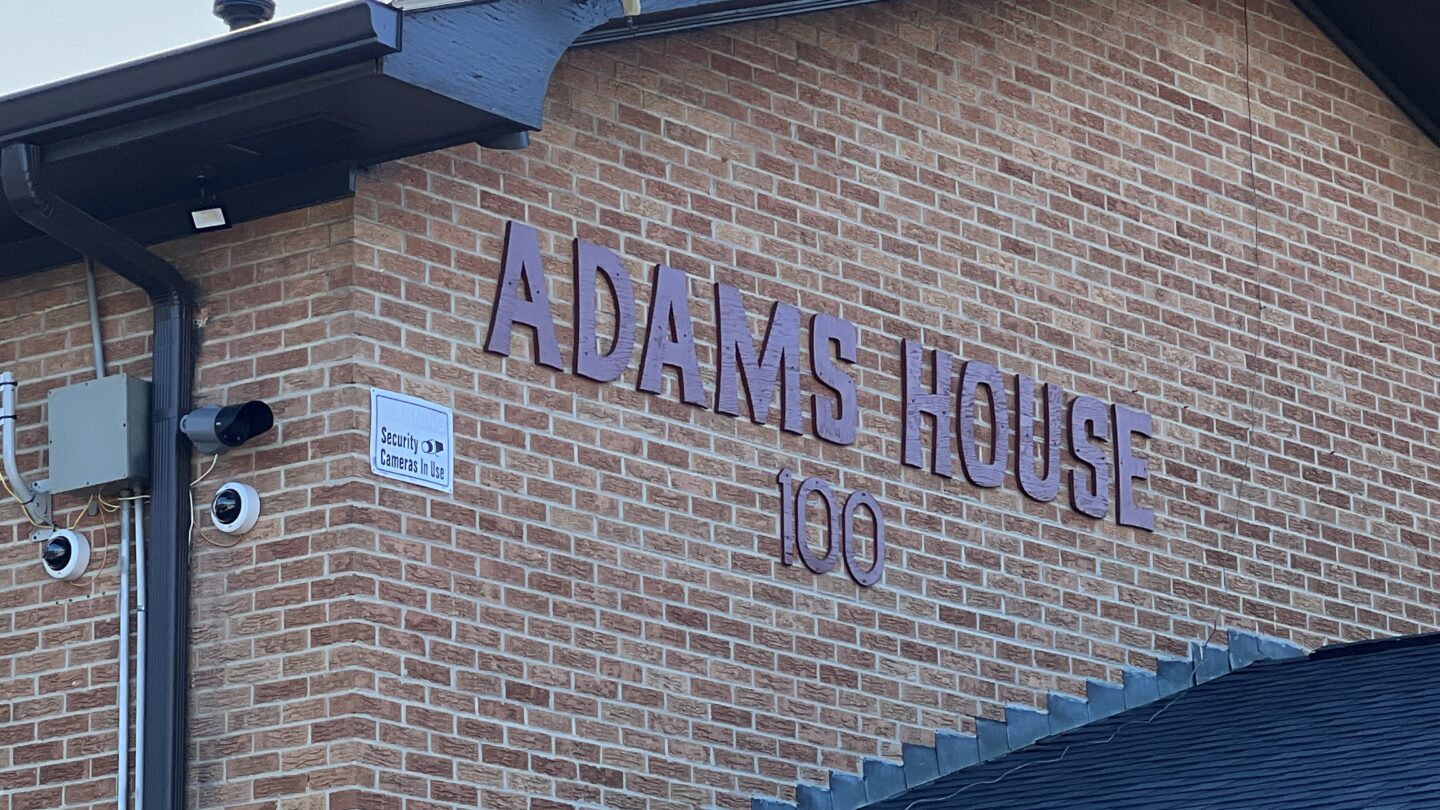 ADAMS HOUSE
100
Security
Cameras In Use